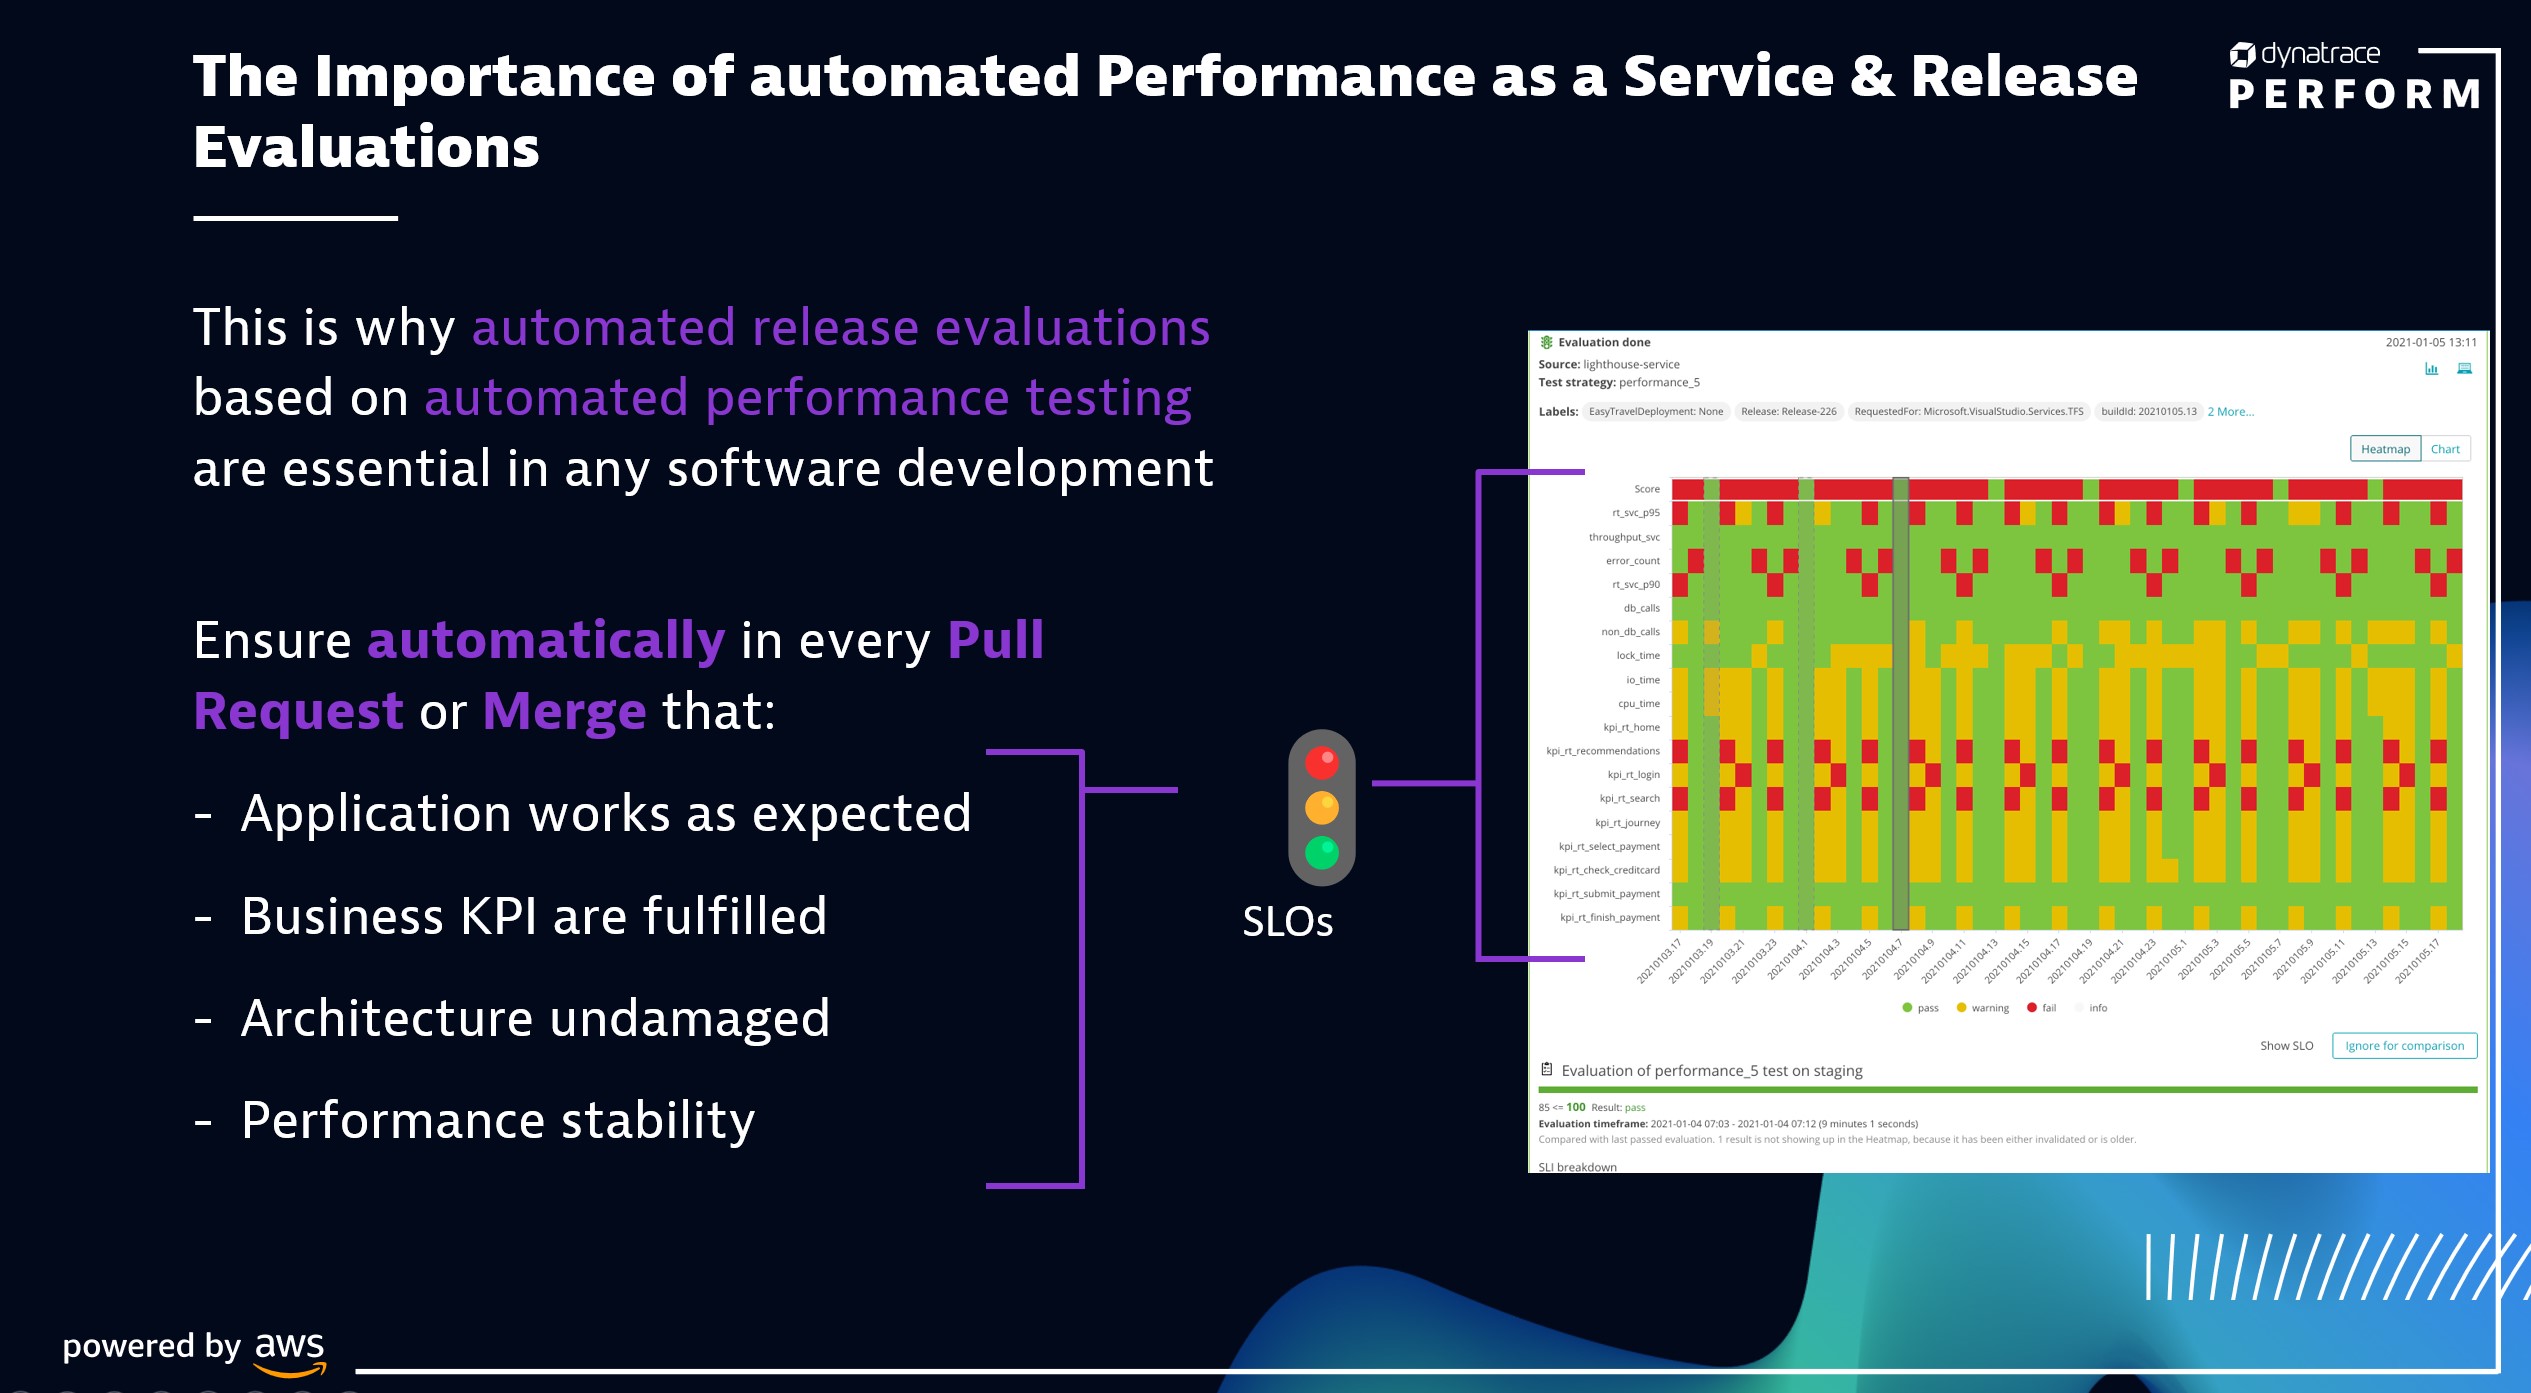 The Importance of automated Performance as a Service & Release
Evaluations
dynatrace
PERFORM
This is why automated release evaluations
based on automated performance testing
are essential in any software development
Ensure automatically in every Pull
Request or Merge that:
- Application works as expected
- Business KPI are fulfilled
- Architecture undamaged
- Performance stability
SLOs
Evaluation done
2021-01-05 13:11
Source: lighthouse-service
Test strategy: performance_5
Labels: EasyTravelDeployment: None Release: Release-226 RequestedFor: Microsoft.VisualStudio.Services.TFS buildId: 20210105.13 2 More...
Heatmap Chart
Score
rt_svc_p95
throughput_svc
error_count
rt_svc_p90
db_calls
non_db_calls
lock_time
io_time
cpu_time
kpi_rt_home
kpi_rt_recommendations
kpi_rt_login
kpi_rt_search
kpi_rt_journey
kpi_rt_select_payment
kpi_rt_check_creditcard
kpi_rt_submit_payment
kpi_rt_finish_payment
20210103.17 20210103.19 20210103.21 20210103.23 20210104.1 20210104.3 20210104.5 20210104.7 20210104.9 20210104.11 20210104.13 20210104.15 20210104.17 20210104.19 20210104.21 20210104.23 20210105.1 20210105.3 20210105.5 20210105.7 20210105.9 20210105.11 20210105.13 20210105.15 20210105.17
pass warning fail info
Show SLO Ignore for comparison
Evaluation of performance_5 test on staging
85 <= 100 Result: pass
Evaluation timeframe: 2021-01-04 07:03 - 2021-01-04 07:12 (9 minutes 1 seconds)
Compared with last passed evaluation. 1 result is not showing up in the Heatmap, because it has been either invalidated or is older.
SLI breakdown
powered by aws